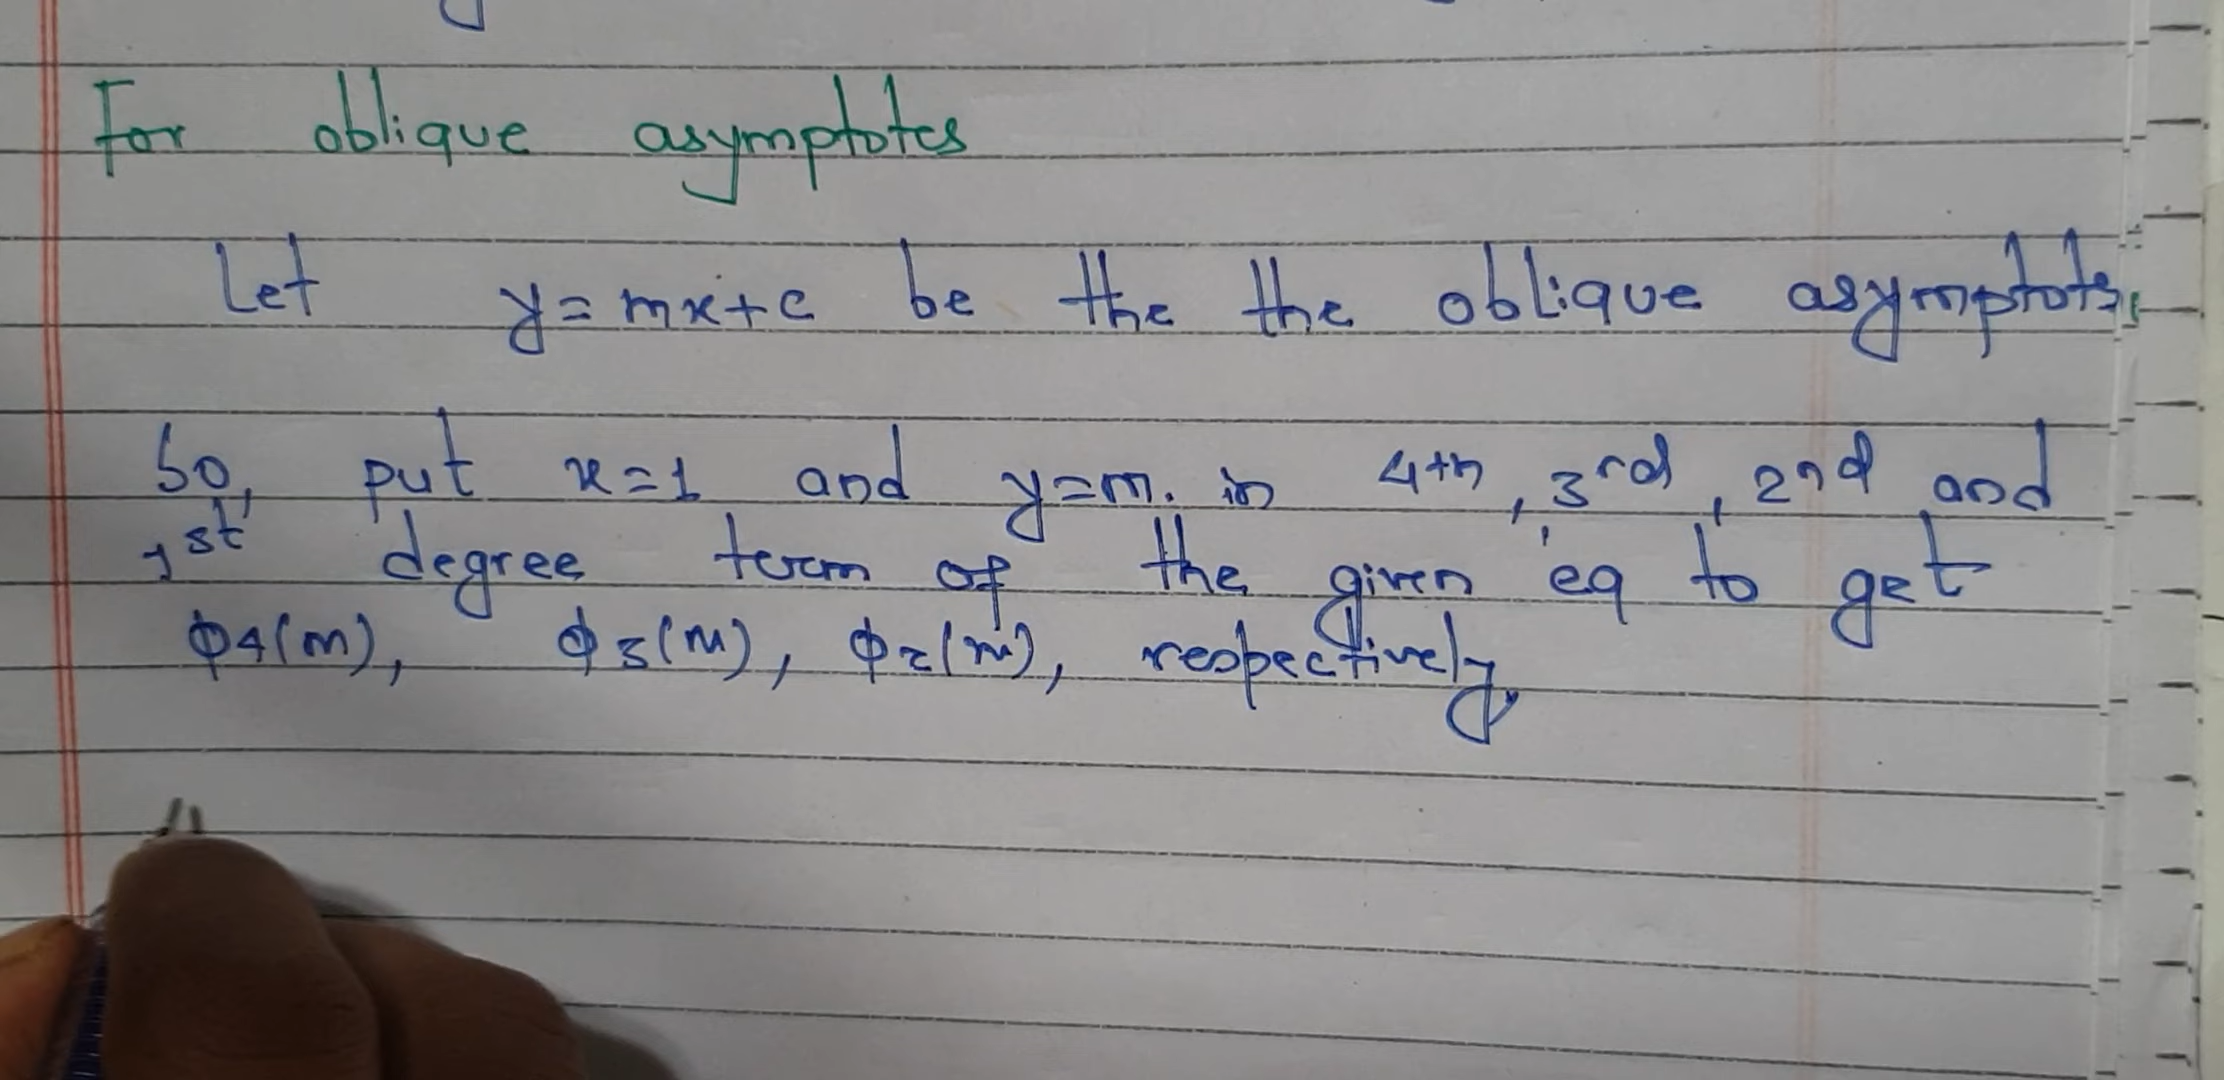 For oblique asymptotes
Let y=mx+c be the the oblique asymptotes
So, put x=1 and y=m. in 4th, 3rd, 2nd and
1st degree term of the given eq to get
ϕ4(m), ϕ3(m), ϕ2(m), respectively,